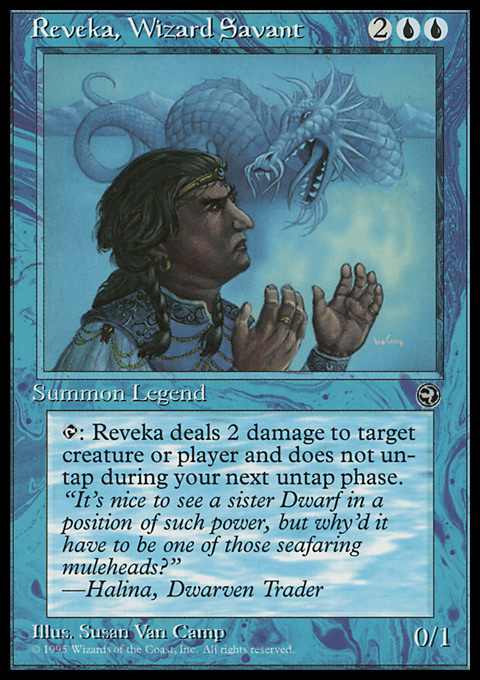 Reveka, Wizard Savant 2
Summon Legend
: Reveka deals 2 damage to target
creature or player and does not un-
tap during your next untap phase.
“It’s nice to see a sister Dwarf in a
position of such power, but why’d it
have to be one of those seafaring
muleheads?”
—Halina, Dwarven Trader
Illus. Susan Van Camp
0/1
© 1995 Wizards of the Coast, Inc. All rights reserved.